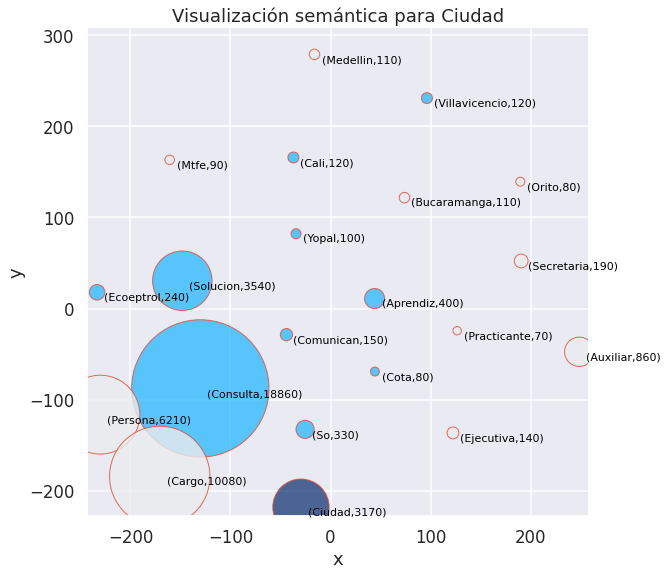 Visualización semántica para Ciudad
300
(Medellin,110)
(Villavicencio,120)
200
(Mtfe,90)
(Cali,120)
(Orito,80)
(Bucaramanga,110)
100
(Yopal,100)
(Secretaria,190)
y
(Solucion,3540)
(Ecoeptrol,240)
(Aprendiz,400)
0
(Comunican,150)
(Practicante,70)
(Auxiliar,860)
(Cota,80)
(Consulta,18860)
−100
(Persona,6210)
(So,330)
(Ejecutiva,140)
(Cargo,10080)
−200
(Ciudad,3170)
−200 −100 0 100 200
x